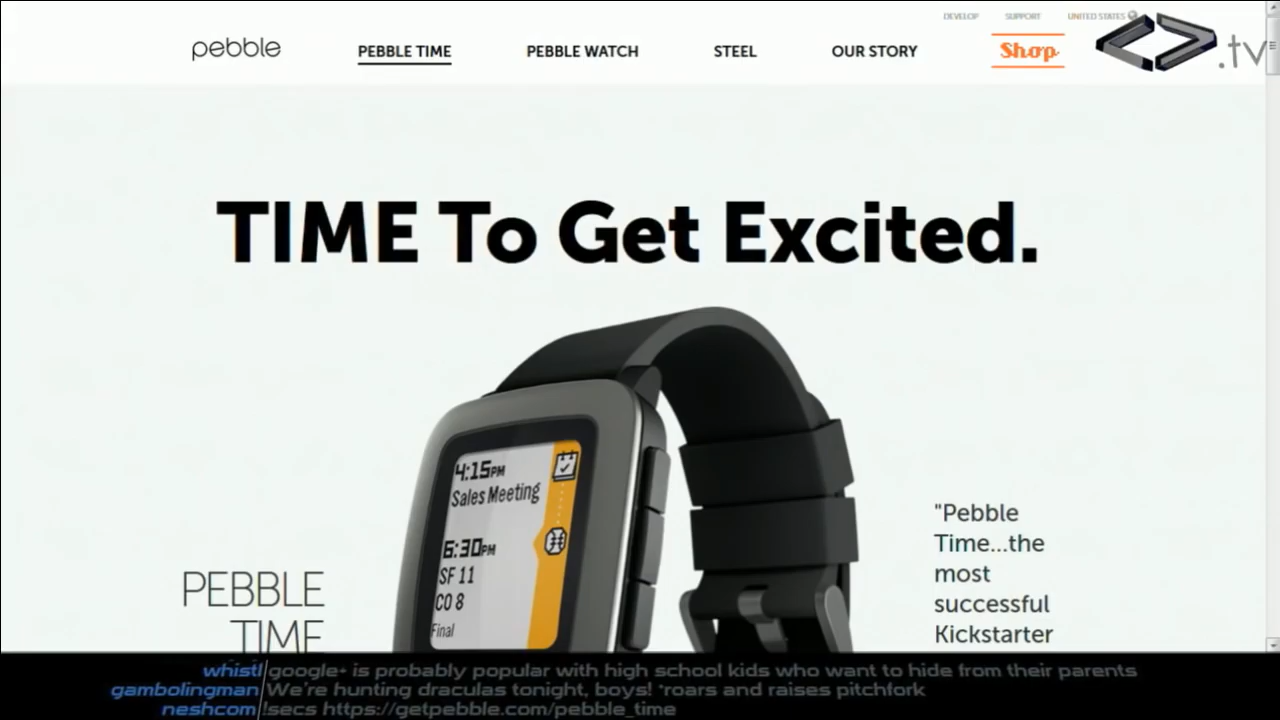 DEVELOP SUPPORT UNITED STATES
pebble PEBBLE TIME PEBBLE WATCH STEEL OUR STORY Shop
.tv
TIME To Get Excited.
4:15PM
Sales Meeting
6:30PM
SF 11
CO 8
Final
PEBBLE
TIME
"Pebble
Time...the
most
successful
Kickstarter
whistl google+ is probably popular with high school kids who want to hide from their parents
gambolingman We're hunting draculas tonight, boys! *roars and raises pitchfork
neshcom !secs https://getpebble.com/pebble_time